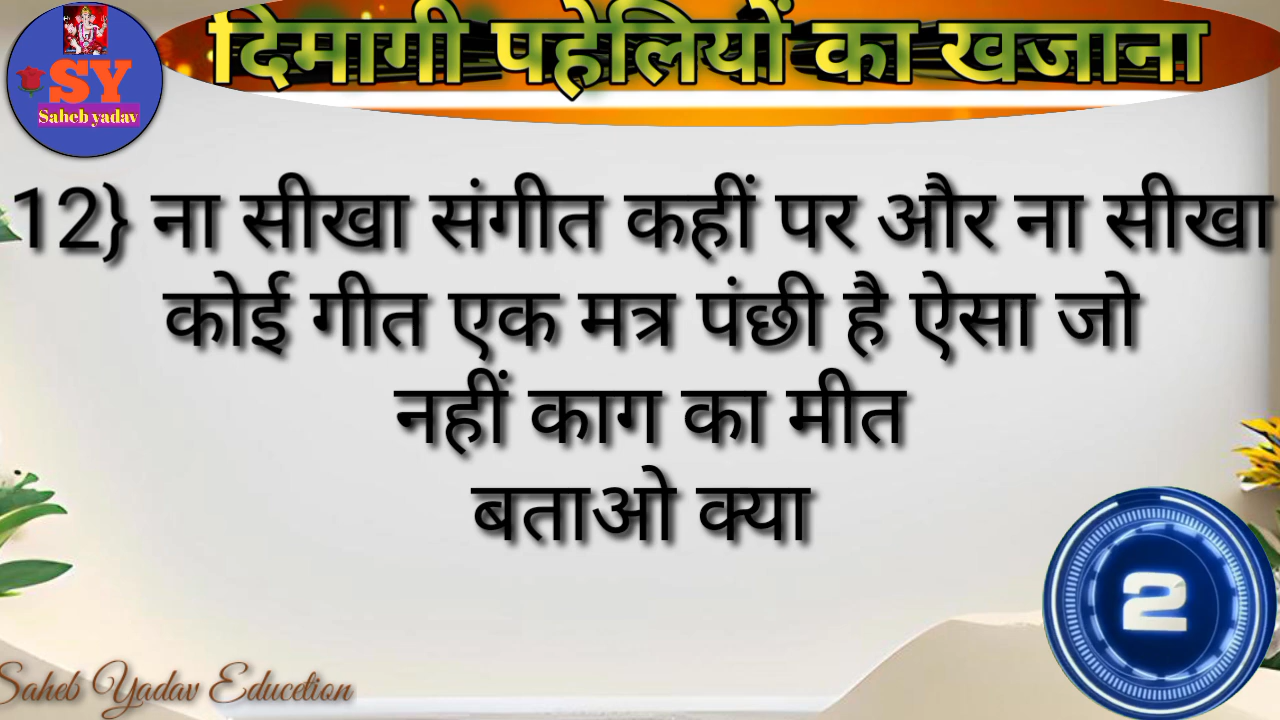 दिमागी पहेलियों का खजाना
SY
Saheb yadav
12} ना सीखा संगीत कहीं पर और ना सीखा
कोई गीत एक मत्र पंछी है ऐसा जो
नहीं काग का मीत
बताओ क्या
2
Saheb Yadav Educetion